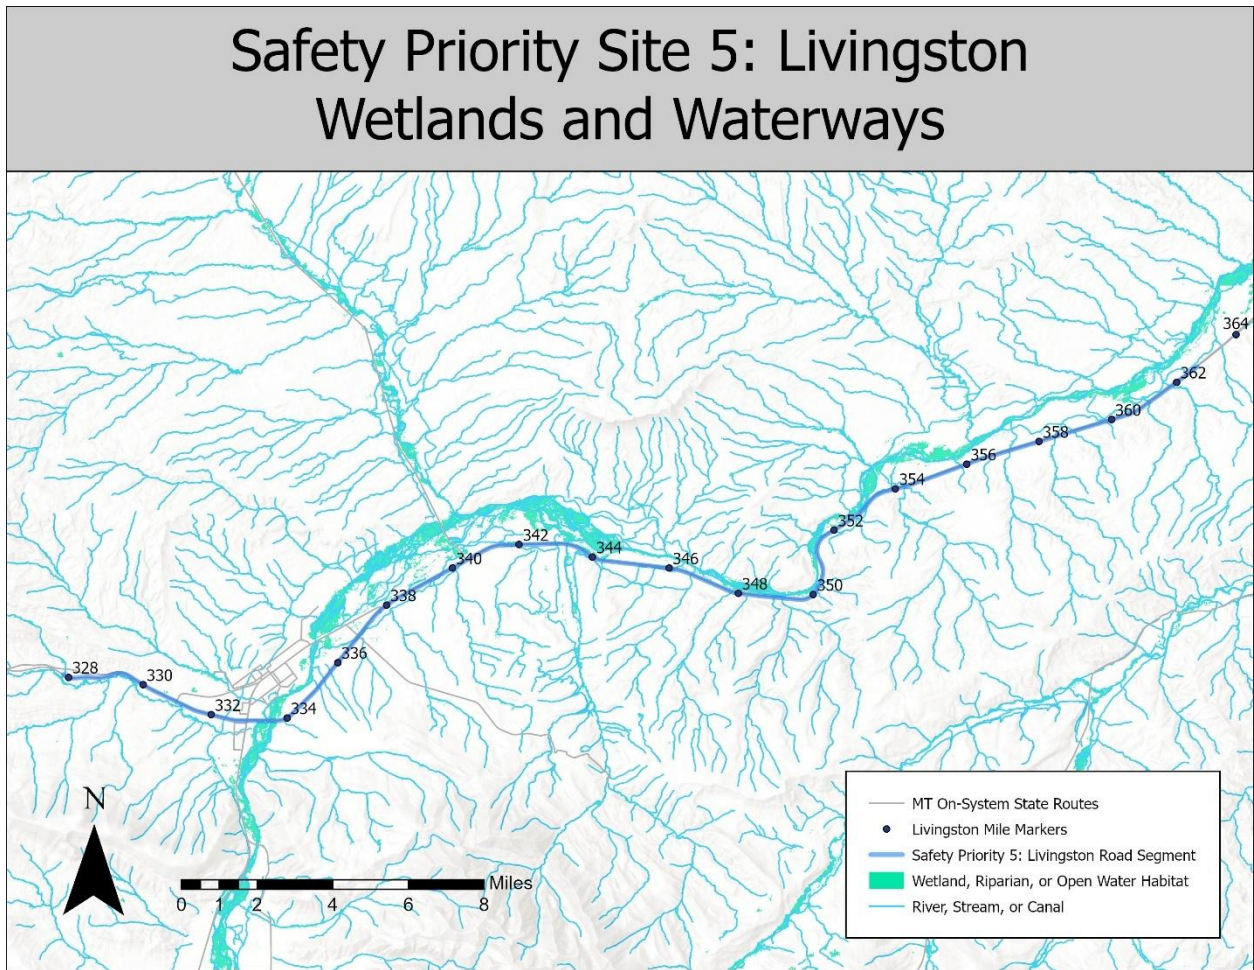 Safety Priority Site 5: Livingston
Wetlands and Waterways
364
362
360
358
356
354
352
342
344
346
340
348
350
338
336
328
330
332
334
N
Miles
0 1 2 4 6 8
MT On-System State Routes
Livingston Mile Markers
Safety Priority 5: Livingston Road Segment
Wetland, Riparian, or Open Water Habitat
River, Stream, or Canal